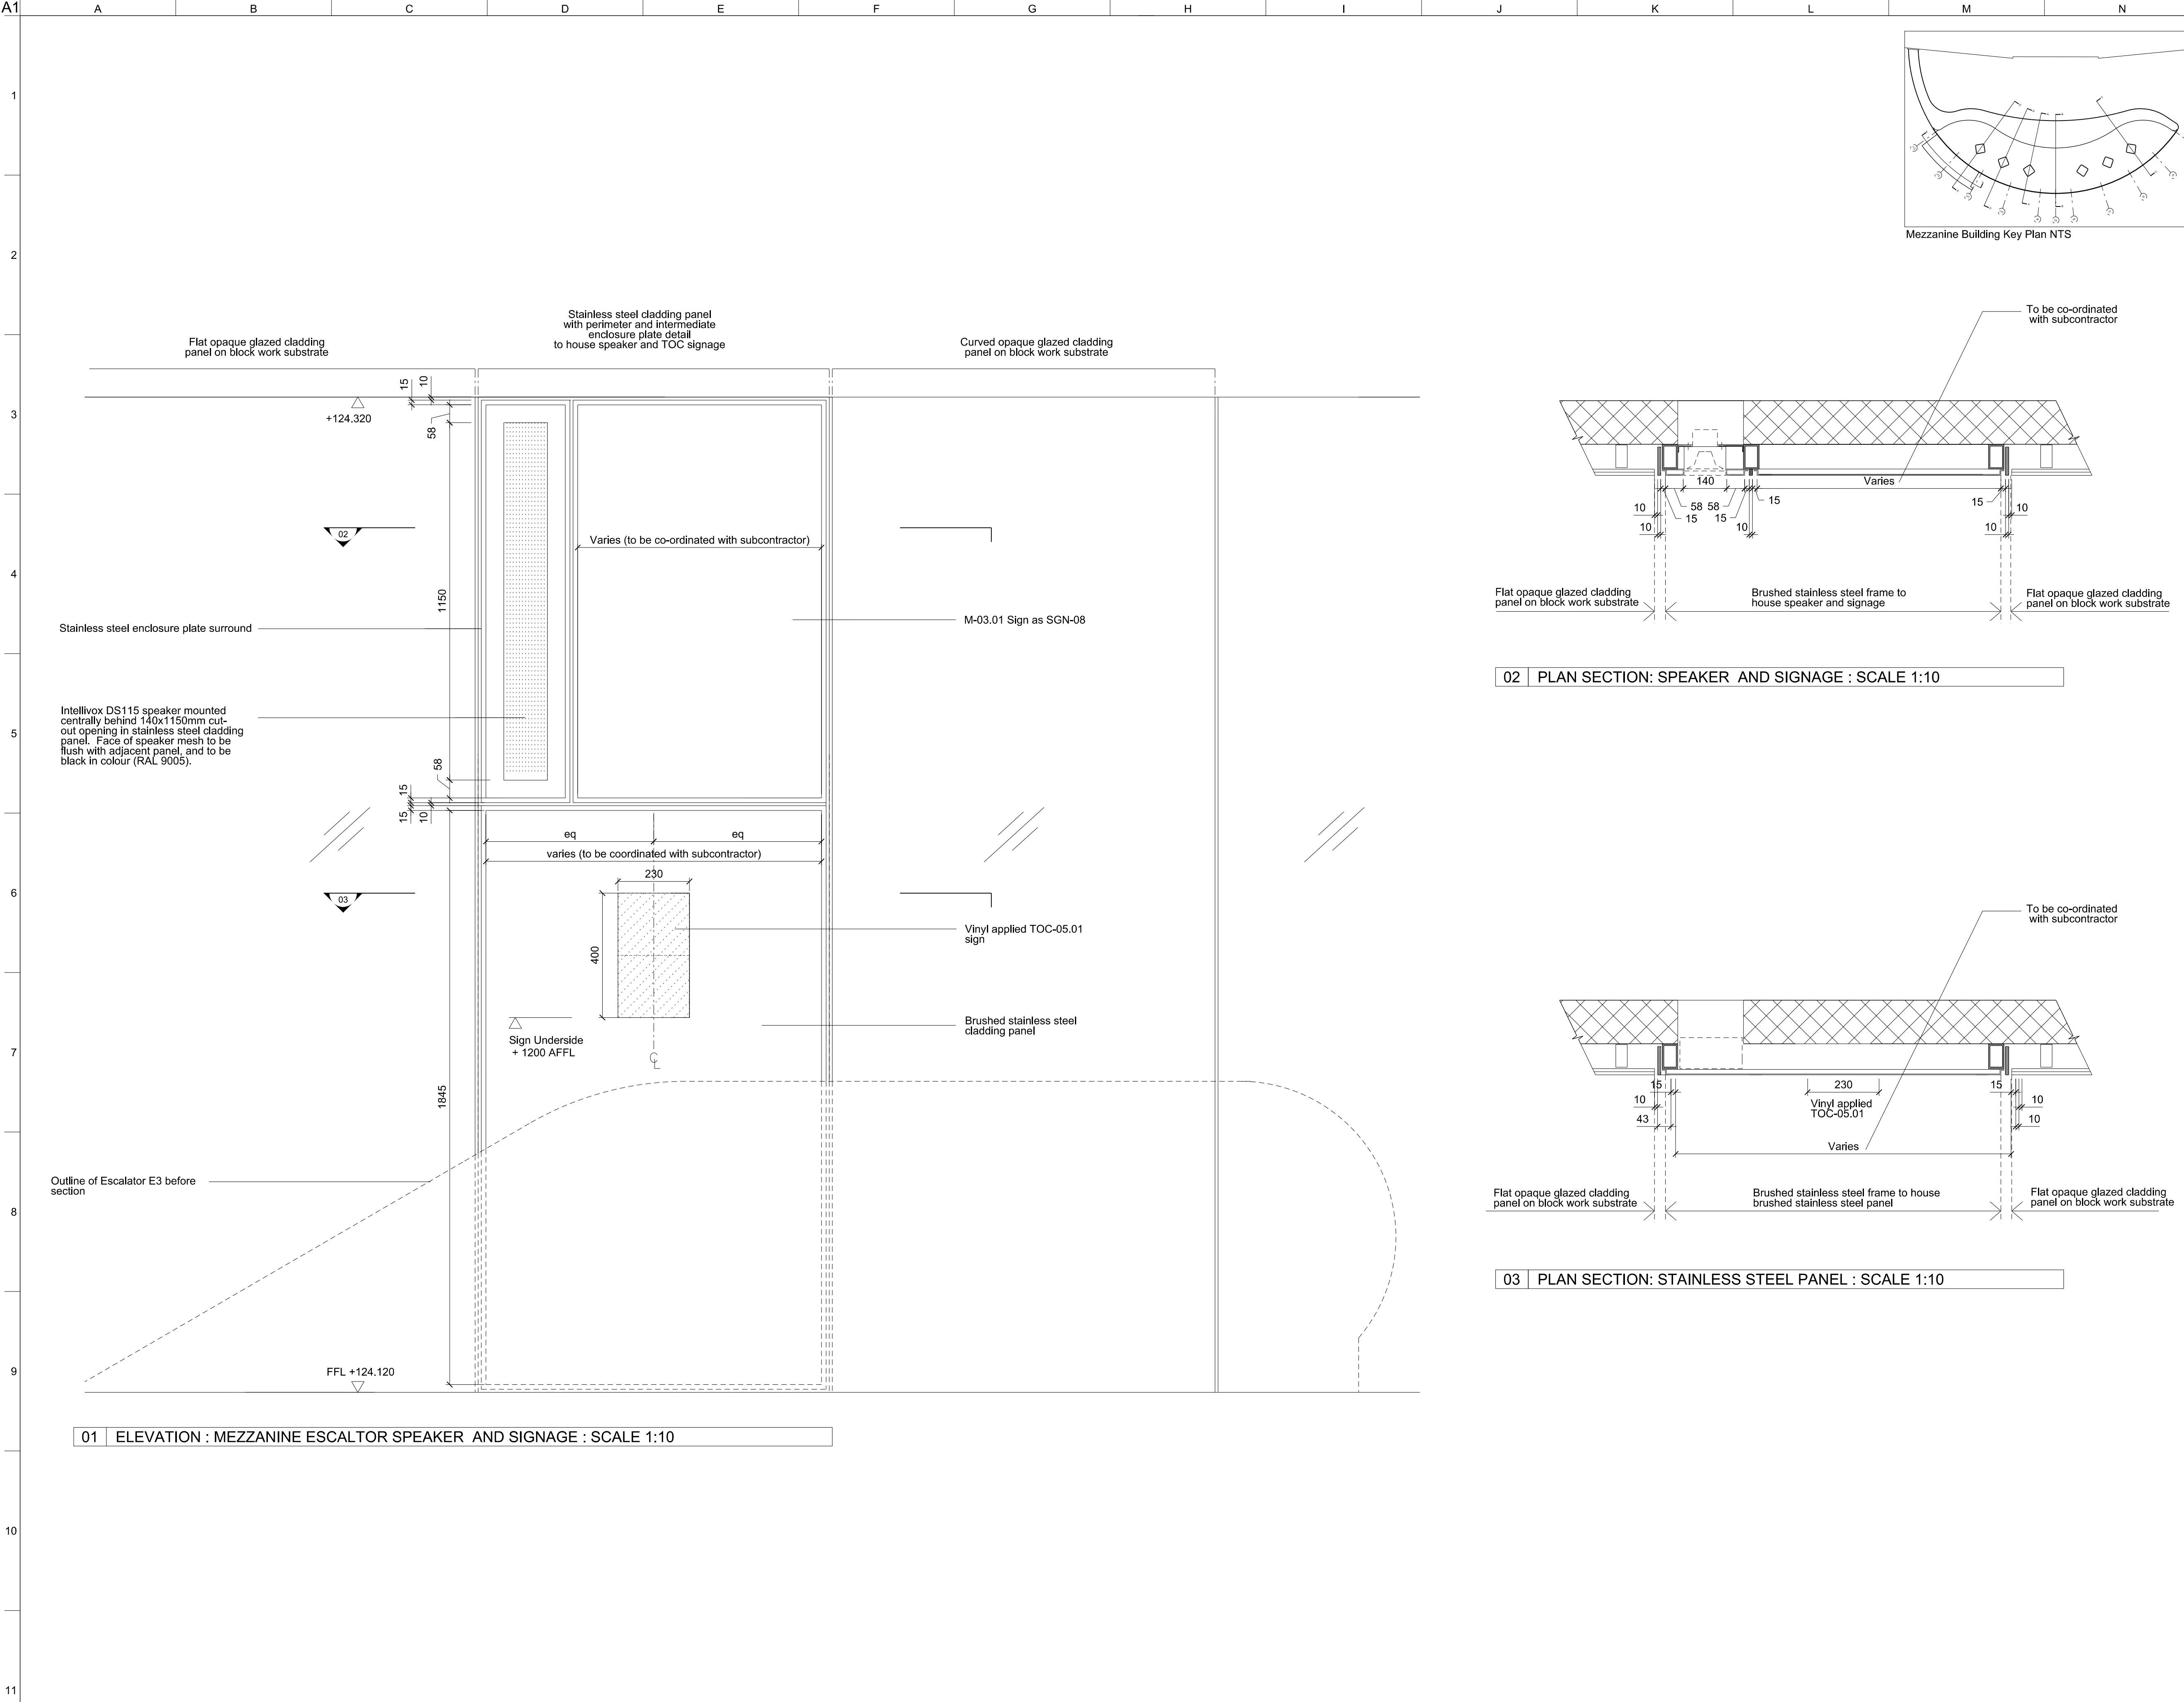 A1
A B C D E F G H I J K L M N
1
2
3
4
5
6
7
8
9
10
11
Mezzanine Building Key Plan NTS
Flat opaque glazed cladding
panel on block work substrate
Stainless steel cladding panel
with perimeter and intermediate
enclosure plate detail
to house speaker and TOC signage
Curved opaque glazed cladding
panel on block work substrate
15
10
58
+124.320
02
Varies (to be co-ordinated with subcontractor)
1150
Stainless steel enclosure plate surround
M-03.01 Sign as SGN-08
Intellivox DS115 speaker mounted
centrally behind 140x1150mm cut-
out opening in stainless steel cladding
panel. Face of speaker mesh to be
flush with adjacent panel, and to be
black in colour (RAL 9005).
58
15
15
10
eq
eq
varies (to be coordinated with subcontractor)
230
03
400
Vinyl applied TOC-05.01
sign
Brushed stainless steel
cladding panel
Sign Underside
+ 1200 AFFL
CL
1845
Outline of Escalator E3 before
section
FFL +124.120
01 ELEVATION : MEZZANINE ESCALTOR SPEAKER AND SIGNAGE : SCALE 1:10
To be co-ordinated
with subcontractor
140
Varies
58 58
15
15
15
15
10
10
10
10
10
Flat opaque glazed cladding
panel on block work substrate
Brushed stainless steel frame to
house speaker and signage
Flat opaque glazed cladding
panel on block work substrate
02 PLAN SECTION: SPEAKER AND SIGNAGE : SCALE 1:10
To be co-ordinated
with subcontractor
15
230
15
10
Vinyl applied
TOC-05.01
10
43
10
Varies
Flat opaque glazed cladding
panel on block work substrate
Brushed stainless steel frame to house
brushed stainless steel panel
Flat opaque glazed cladding
panel on block work substrate
03 PLAN SECTION: STAINLESS STEEL PANEL : SCALE 1:10